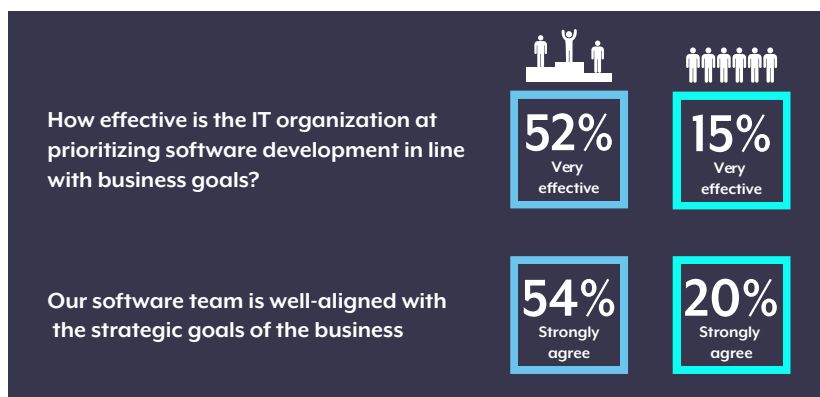 How effective is the IT organization at
prioritizing software development in line
with business goals?
52%
Very
effective
15%
Very
effective
Our software team is well-aligned with
the strategic goals of the business
54%
Strongly
agree
20%
Strongly
agree